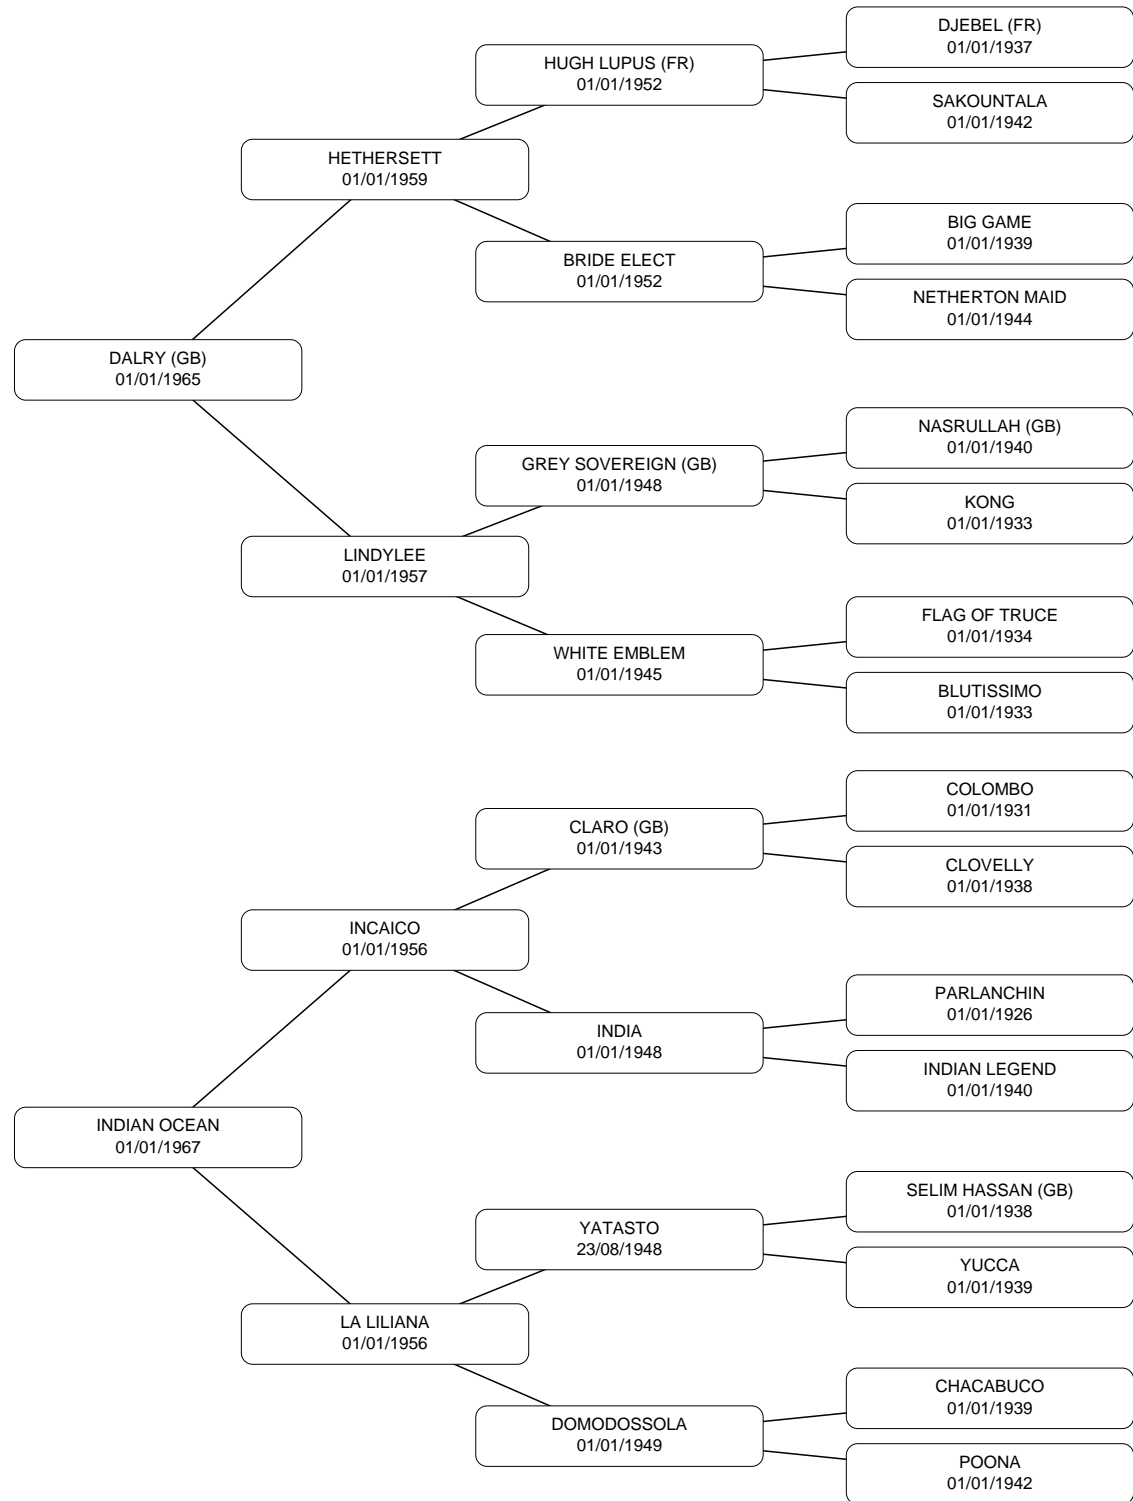 DJEBEL (FR)
01/01/1937
HUGH LUPUS (FR)
01/01/1952
SAKOUNTALA
01/01/1942
HETHERSETT
01/01/1959
BIG GAME
01/01/1939
BRIDE ELECT
01/01/1952
NETHERTON MAID
01/01/1944
DALRY (GB)
01/01/1965
NASRULLAH (GB)
01/01/1940
GREY SOVEREIGN (GB)
01/01/1948
KONG
01/01/1933
LINDYLEE
01/01/1957
FLAG OF TRUCE
01/01/1934
WHITE EMBLEM
01/01/1945
BLUTISSIMO
01/01/1933
COLOMBO
01/01/1931
CLARO (GB)
01/01/1943
CLOVELLY
01/01/1938
INCAICO
01/01/1956
PARLANCHIN
01/01/1926
INDIA
01/01/1948
INDIAN LEGEND
01/01/1940
INDIAN OCEAN
01/01/1967
SELIM HASSAN (GB)
01/01/1938
YATASTO
23/08/1948
YUCCA
01/01/1939
LA LILIANA
01/01/1956
CHACABUCO
01/01/1939
DOMODOSSOLA
01/01/1949
POONA
01/01/1942